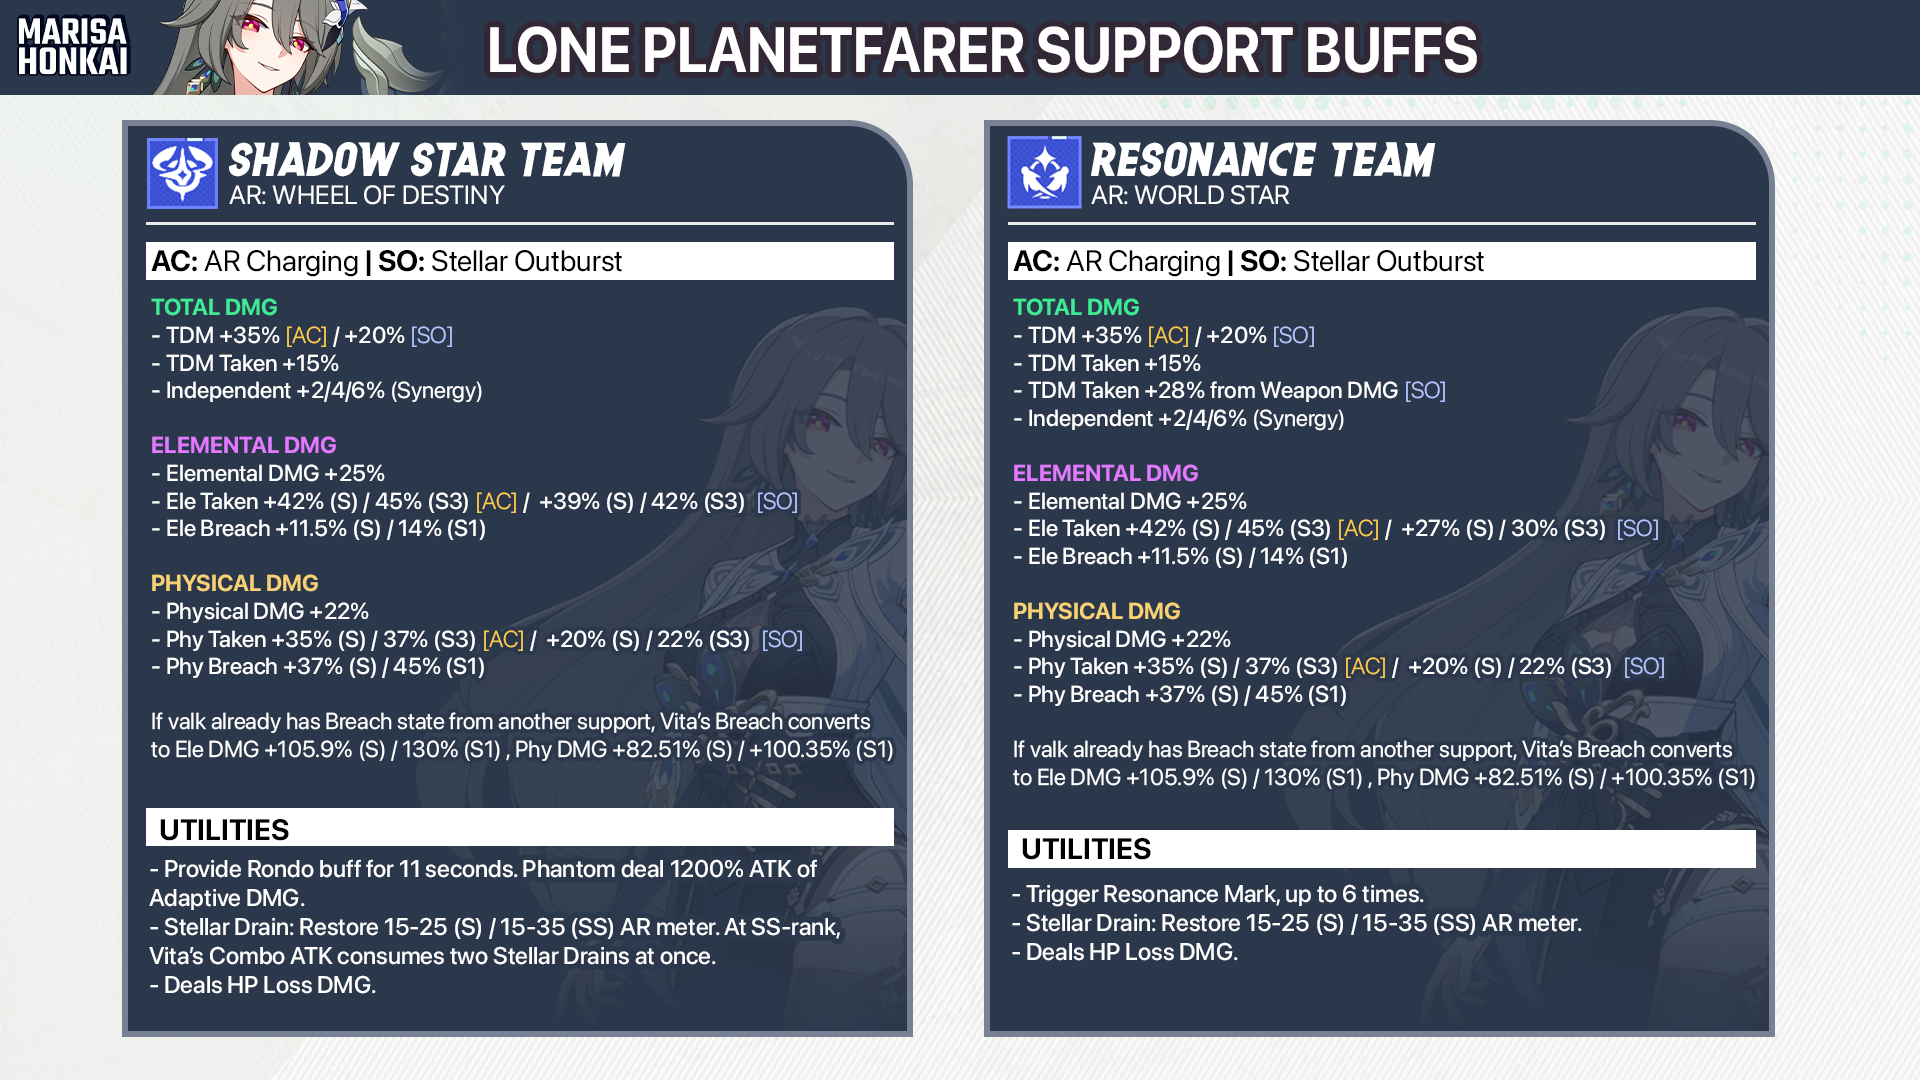 MARISA
HONKAI
LONE PLANETFARER SUPPORT BUFFS
SHADOW STAR TEAM
AR: WHEEL OF DESTINY
AC: AR Charging | SO: Stellar Outburst
TOTAL DMG
- TDM +35% [AC] / +20% [SO]
- TDM Taken +15%
- Independent +2/4/6% (Synergy)
ELEMENTAL DMG
- Elemental DMG +25%
- Ele Taken +42% (S) / 45% (S3) [AC] / +39% (S) / 42% (S3) [SO]
- Ele Breach +11.5% (S) / 14% (S1)
PHYSICAL DMG
- Physical DMG +22%
- Phy Taken +35% (S) / 37% (S3) [AC] / +20% (S) / 22% (S3) [SO]
- Phy Breach +37% (S) / 45% (S1)
If valk already has Breach state from another support, Vita's Breach converts
to Ele DMG +105.9% (S) / 130% (S1) , Phy DMG +82.51% (S) / +100.35% (S1)
UTILITIES
- Provide Rondo buff for 11 seconds. Phantom deal 1200% ATK of
Adaptive DMG.
- Stellar Drain: Restore 15-25 (S) / 15-35 (SS) AR meter. At SS-rank,
Vita's Combo ATK consumes two Stellar Drains at once.
- Deals HP Loss DMG.
RESONANCE TEAM
AR: WORLD STAR
AC: AR Charging | SO: Stellar Outburst
TOTAL DMG
- TDM +35% [AC] / +20% [SO]
- TDM Taken +15%
- TDM Taken +28% from Weapon DMG [SO]
- Independent +2/4/6% (Synergy)
ELEMENTAL DMG
- Elemental DMG +25%
- Ele Taken +42% (S) / 45% (S3) [AC] / +27% (S) / 30% (S3) [SO]
- Ele Breach +11.5% (S) / 14% (S1)
PHYSICAL DMG
- Physical DMG +22%
- Phy Taken +35% (S) / 37% (S3) [AC] / +20% (S) / 22% (S3) [SO]
- Phy Breach +37% (S) / 45% (S1)
If valk already has Breach state from another support, Vita's Breach converts
to Ele DMG +105.9% (S) / 130% (S1) , Phy DMG +82.51% (S) / +100.35% (S1)
UTILITIES
- Trigger Resonance Mark, up to 6 times.
- Stellar Drain: Restore 15-25 (S) / 15-35 (SS) AR meter.
- Deals HP Loss DMG.